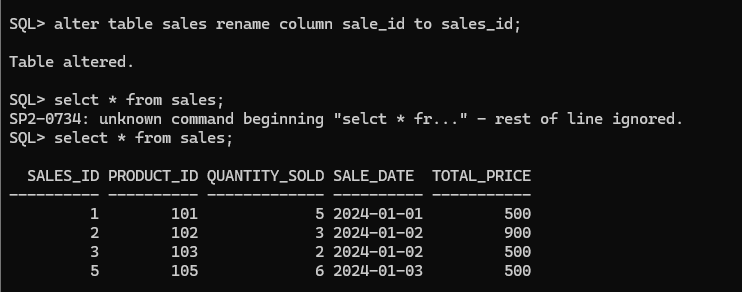 SQL> alter table sales rename column sale_id to sales_id;
Table altered.
SQL> selct * from sales;
SP2-0734: unknown command beginning "selct * fr..." - rest of line ignored.
SQL> select * from sales;
  SALES_ID PRODUCT_ID QUANTITY_SOLD SALE_DATE  TOTAL_PRICE
---------- ---------- ------------- ---------- -----------
         1        101             5 2024-01-01         500
         2        102             3 2024-01-02         900
         3        103             2 2024-01-02         500
         5        105             6 2024-01-03         500